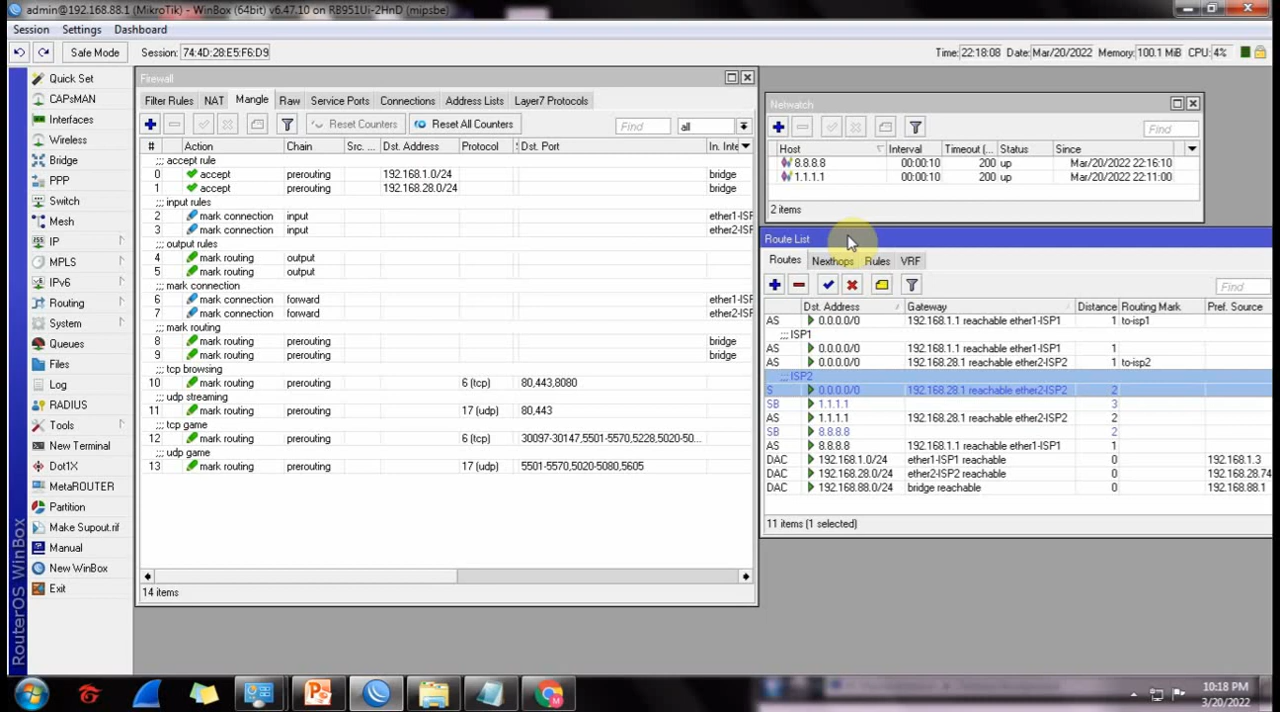 admin@192.168.88.1 (MikroTik) - WinBox (64bit) v6.47.10 on RB951Ui-2HnD (mipsbe)
Session Settings Dashboard
Safe Mode Session: 74:4D:28:E5:F6:D9 Time: 22:18:08 Date: Mar/20/2022 Memory: 100.1 MiB CPU: 4%
Quick Set
CAPsMAN
Interfaces
Wireless
Bridge
PPP
Switch
Mesh
IP
MPLS
IPv6
Routing
System
Queues
Files
Log
RADIUS
Tools
New Terminal
Dot1X
MetaROUTER
Partition
Make Supout.rif
Manual
New WinBox
Exit
RouterOS WinBox
Firewall
Filter Rules NAT Mangle Raw Service Ports Connections Address Lists Layer7 Protocols
Reset Counters Reset All Counters Find all
# Action Chain Src. ... Dst. Address Protocol Dst. Port In. Inte
;;; accept rule
0 accept prerouting 192.168.1.0/24 bridge
1 accept prerouting 192.168.28.0/24 bridge
;;; input rules
2 mark connection input ether1-ISF
3 mark connection input ether2-ISF
;;; output rules
4 mark routing output
5 mark routing output
;;; mark connection
6 mark connection forward ether1-ISF
7 mark connection forward ether2-ISF
;;; mark routing
8 mark routing prerouting bridge
9 mark routing prerouting bridge
;;; tcp browsing
10 mark routing prerouting 6 (tcp) 80,443,8080
;;; udp streaming
11 mark routing prerouting 17 (udp) 80,443
;;; tcp game
12 mark routing prerouting 6 (tcp) 30097-30147,5501-5570,5228,5020-50...
;;; udp game
13 mark routing prerouting 17 (udp) 5501-5570,5020-5080,5605
14 items
Netwatch
Find
Host Interval Timeout (... Status Since
8.8.8.8 00:00:10 200 up Mar/20/2022 22:16:10
1.1.1.1 00:00:10 200 up Mar/20/2022 22:11:00
2 items
Route List
Routes Nexthops Rules VRF
Find
Dst. Address Gateway Distance Routing Mark Pref. Source
AS 0.0.0.0/0 192.168.1.1 reachable ether1-ISP1 1 to-isp1
;;; ISP1
AS 0.0.0.0/0 192.168.1.1 reachable ether1-ISP1 1
AS 0.0.0.0/0 192.168.28.1 reachable ether2-ISP2 1 to-isp2
;;; ISP2
S 0.0.0.0/0 192.168.28.1 reachable ether2-ISP2 2
SB 1.1.1.1 3
AS 1.1.1.1 192.168.28.1 reachable ether2-ISP2 2
SB 8.8.8.8 2
AS 8.8.8.8 192.168.1.1 reachable ether1-ISP1 1
DAC 192.168.1.0/24 ether1-ISP1 reachable 0 192.168.1.3
DAC 192.168.28.0/24 ether2-ISP2 reachable 0 192.168.28.74
DAC 192.168.88.0/24 bridge reachable 0 192.168.88.1
11 items (1 selected)
10:18 PM
3/20/2022